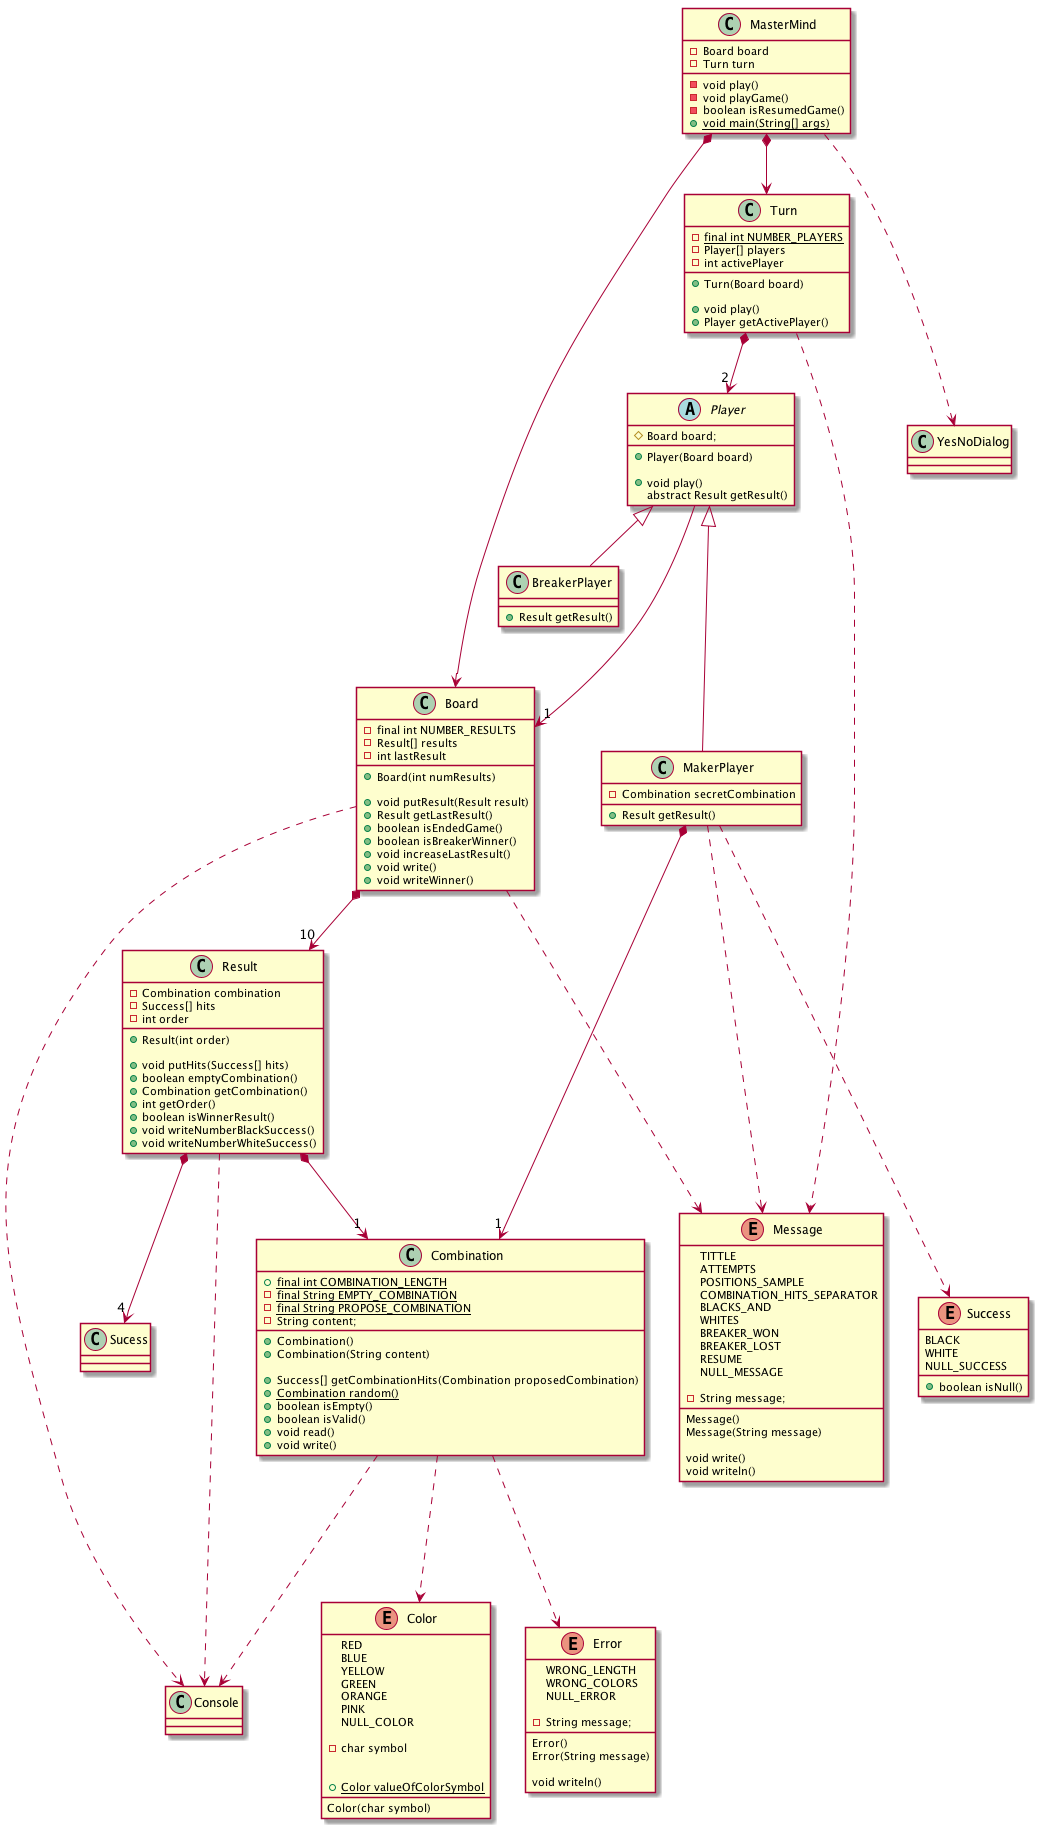 C MasterMind
Board board
Turn turn
void play()
void playGame()
boolean isResumedGame()
void main(String[] args)
C Turn
final int NUMBER_PLAYERS
Player[] players
int activePlayer
Turn(Board board)
void play()
Player getActivePlayer()
2
A Player
Board board;
Player(Board board)
void play()
abstract Result getResult()
C YesNoDialog
C BreakerPlayer
Result getResult()
C Board
final int NUMBER_RESULTS
Result[] results
int lastResult
Board(int numResults)
void putResult(Result result)
Result getLastResult()
boolean isEndedGame()
boolean isBreakerWinner()
void increaseLastResult()
void write()
void writeWinner()
1
C MakerPlayer
Combination secretCombination
Result getResult()
10
C Result
Combination combination
Success[] hits
int order
Result(int order)
void putHits(Success[] hits)
boolean emptyCombination()
Combination getCombination()
int getOrder()
boolean isWinnerResult()
void writeNumberBlackSuccess()
void writeNumberWhiteSuccess()
4
1
1
C Sucess
C Combination
final int COMBINATION_LENGTH
final String EMPTY_COMBINATION
final String PROPOSE_COMBINATION
String content;
Combination()
Combination(String content)
Success[] getCombinationHits(Combination proposedCombination)
Combination random()
boolean isEmpty()
boolean isValid()
void read()
void write()
E Message
TITTLE
ATTEMPTS
POSITIONS_SAMPLE
COMBINATION_HITS_SEPARATOR
BLACKS_AND
WHITES
BREAKER_WON
BREAKER_LOST
RESUME
NULL_MESSAGE
String message;
Message()
Message(String message)
void write()
void writeln()
E Success
BLACK
WHITE
NULL_SUCCESS
boolean isNull()
C Console
E Color
RED
BLUE
YELLOW
GREEN
ORANGE
PINK
NULL_COLOR
char symbol
Color valueOfColorSymbol
Color(char symbol)
E Error
WRONG_LENGTH
WRONG_COLORS
NULL_ERROR
String message;
Error()
Error(String message)
void writeln()